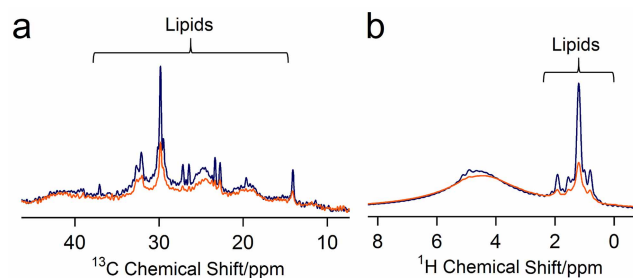 a
Lipids
40 30 20 10
¹³C Chemical Shift/ppm
b
Lipids
8 6 4 2 0
¹H Chemical Shift/ppm